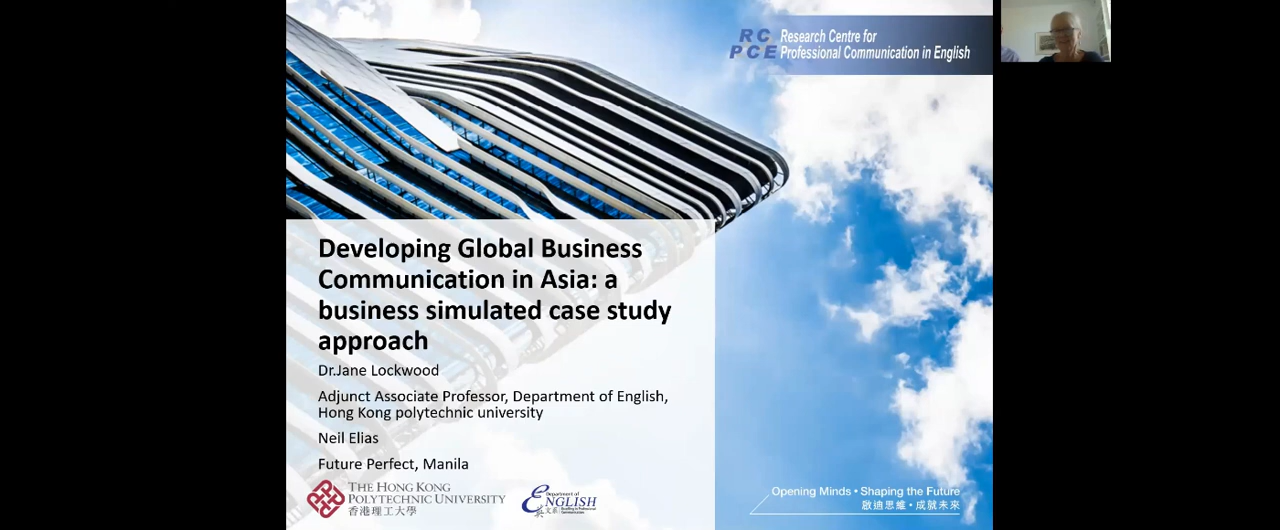 RC
PCE
Research Centre for
Professional Communication in English
Developing Global Business
Communication in Asia: a
business simulated case study
approach
Dr.Jane Lockwood
Adjunct Associate Professor, Department of English,
Hong Kong polytechnic university
Neil Elias
Future Perfect, Manila
THE HONG KONG
POLYTECHNIC UNIVERSITY
香港理工大學
Department of
ENGLISH
英文系
Opening Minds • Shaping the Future
啟迪思維 • 成就未來